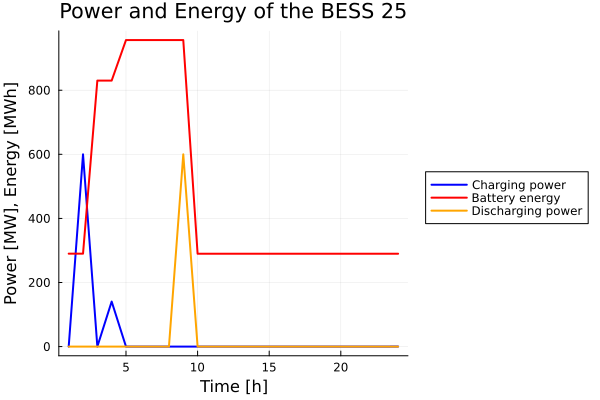 Power and Energy of the BESS 25
Power [MW], Energy [MWh]
800
600
400
200
0
5
10
15
20
Time [h]
Charging power
Battery energy
Discharging power